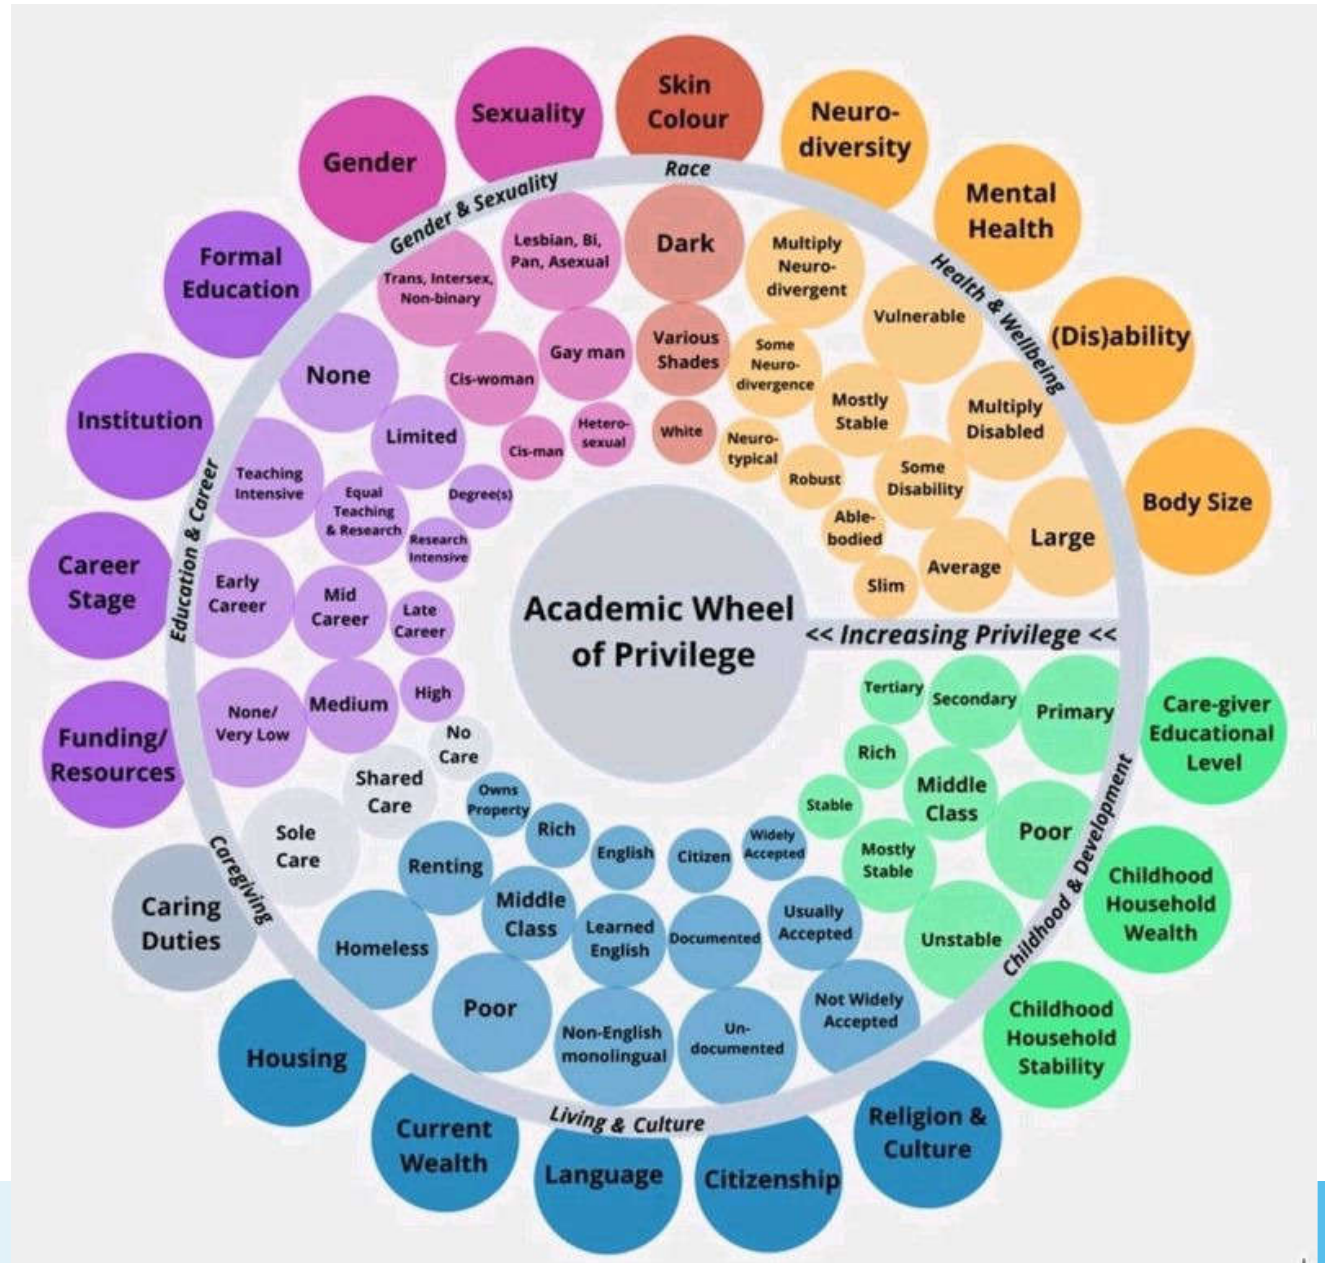 Academic Wheel
of Privilege
<< Increasing Privilege <<
Race
Skin
Colour
Dark
Various
Shades
White
Health & Wellbeing
Neuro-
diversity
Multiply
Neuro-
divergent
Some
Neuro-
divergence
Neuro-
typical
Mental
Health
Vulnerable
Mostly
Stable
Robust
(Dis)ability
Multiply
Disabled
Some
Disability
Able-
bodied
Body Size
Large
Average
Slim
Childhood & Development
Care-giver
Educational
Level
Primary
Secondary
Tertiary
Childhood
Household
Wealth
Poor
Middle
Class
Rich
Childhood
Household
Stability
Unstable
Mostly
Stable
Stable
Living & Culture
Religion &
Culture
Not Widely
Accepted
Usually
Accepted
Widely
Accepted
Citizenship
Un-
documented
Documented
Citizen
Language
Non-English
monolingual
Learned
English
English
Current
Wealth
Poor
Middle
Class
Rich
Housing
Homeless
Renting
Owns
Property
Caregiving
Caring
Duties
Sole
Care
Shared
Care
No
Care
Education & Career
Funding/
Resources
None/
Very Low
Medium
High
Career
Stage
Early
Career
Mid
Career
Late
Career
Institution
Teaching
Intensive
Equal
Teaching
& Research
Research
Intensive
Formal
Education
None
Limited
Degree(s)
Gender & Sexuality
Gender
Trans, Intersex,
Non-binary
Cis-woman
Cis-man
Sexuality
Lesbian, Bi,
Pan, Asexual
Gay man
Hetero-
sexual